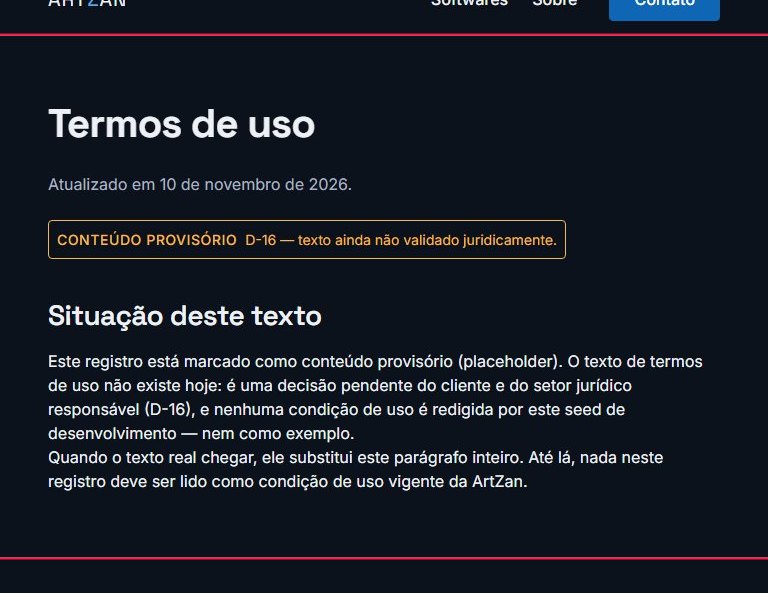 ARTZAN
Softwares Sobre Contato
Termos de uso
Atualizado em 10 de novembro de 2026.
CONTEÚDO PROVISÓRIO D-16 — texto ainda não validado juridicamente.
Situação deste texto
Este registro está marcado como conteúdo provisório (placeholder). O texto de termos
de uso não existe hoje: é uma decisão pendente do cliente e do setor jurídico
responsável (D-16), e nenhuma condição de uso é redigida por este seed de
desenvolvimento — nem como exemplo.
Quando o texto real chegar, ele substitui este parágrafo inteiro. Até lá, nada neste
registro deve ser lido como condição de uso vigente da ArtZan.